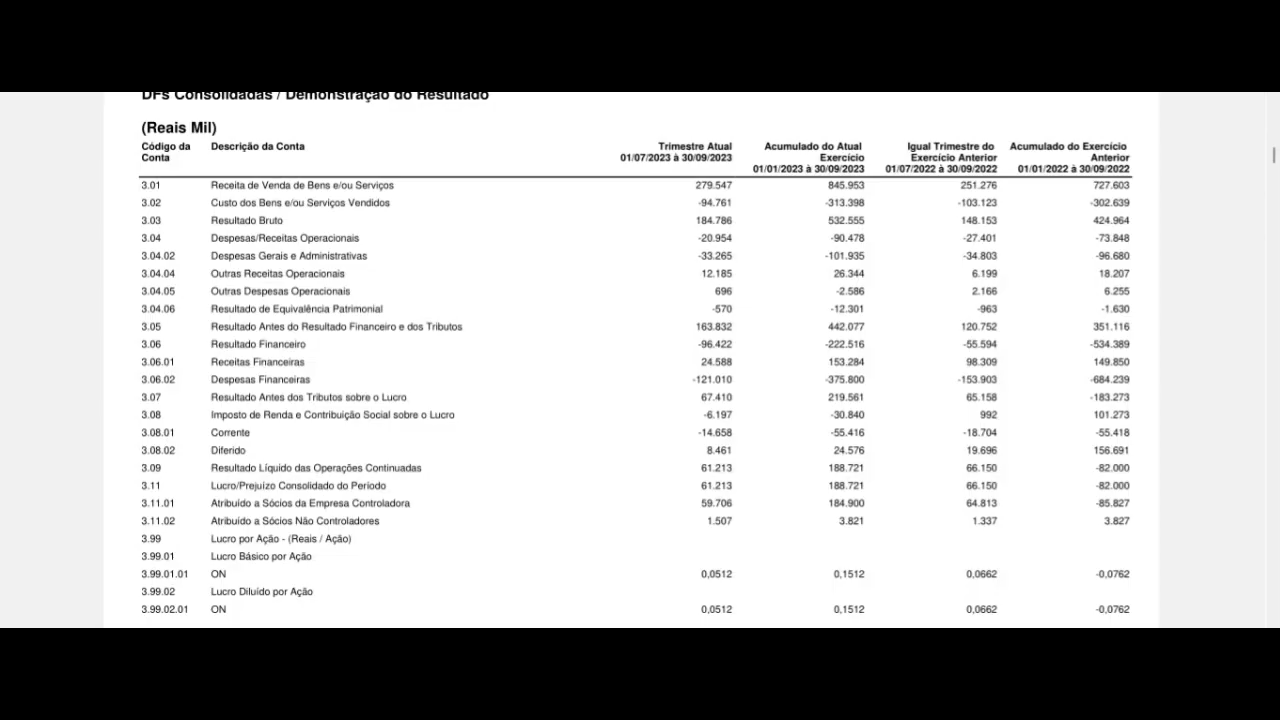 DFs Consolidadas / Demonstração do Resultado
(Reais Mil)
Código da Conta Descrição da Conta Trimestre Atual 01/07/2023 à 30/09/2023 Acumulado do Atual Exercício 01/01/2023 à 30/09/2023 Igual Trimestre do Exercício Anterior 01/07/2022 à 30/09/2022 Acumulado do Exercício Anterior 01/01/2022 à 30/09/2022
3.01 Receita de Venda de Bens e/ou Serviços 279.547 845.953 251.276 727.603
3.02 Custo dos Bens e/ou Serviços Vendidos -94.761 -313.398 -103.123 -302.639
3.03 Resultado Bruto 184.786 532.555 148.153 424.964
3.04 Despesas/Receitas Operacionais -20.954 -90.478 -27.401 -73.848
3.04.02 Despesas Gerais e Administrativas -33.265 -101.935 -34.803 -96.680
3.04.04 Outras Receitas Operacionais 12.185 26.344 6.199 18.207
3.04.05 Outras Despesas Operacionais 696 -2.586 2.166 6.255
3.04.06 Resultado de Equivalência Patrimonial -570 -12.301 -963 -1.630
3.05 Resultado Antes do Resultado Financeiro e dos Tributos 163.832 442.077 120.752 351.116
3.06 Resultado Financeiro -96.422 -222.516 -55.594 -534.389
3.06.01 Receitas Financeiras 24.588 153.284 98.309 149.850
3.06.02 Despesas Financeiras -121.010 -375.800 -153.903 -684.239
3.07 Resultado Antes dos Tributos sobre o Lucro 67.410 219.561 65.158 -183.273
3.08 Imposto de Renda e Contribuição Social sobre o Lucro -6.197 -30.840 992 101.273
3.08.01 Corrente -14.658 -55.416 -18.704 -55.418
3.08.02 Diferido 8.461 24.576 19.696 156.691
3.09 Resultado Líquido das Operações Continuadas 61.213 188.721 66.150 -82.000
3.11 Lucro/Prejuízo Consolidado do Período 61.213 188.721 66.150 -82.000
3.11.01 Atribuído a Sócios da Empresa Controladora 59.706 184.900 64.813 -85.827
3.11.02 Atribuído a Sócios Não Controladores 1.507 3.821 1.337 3.827
3.99 Lucro por Ação - (Reais / Ação)
3.99.01 Lucro Básico por Ação
3.99.01.01 ON 0,0512 0,1512 0,0662 -0,0762
3.99.02 Lucro Diluído por Ação
3.99.02.01 ON 0,0512 0,1512 0,0662 -0,0762